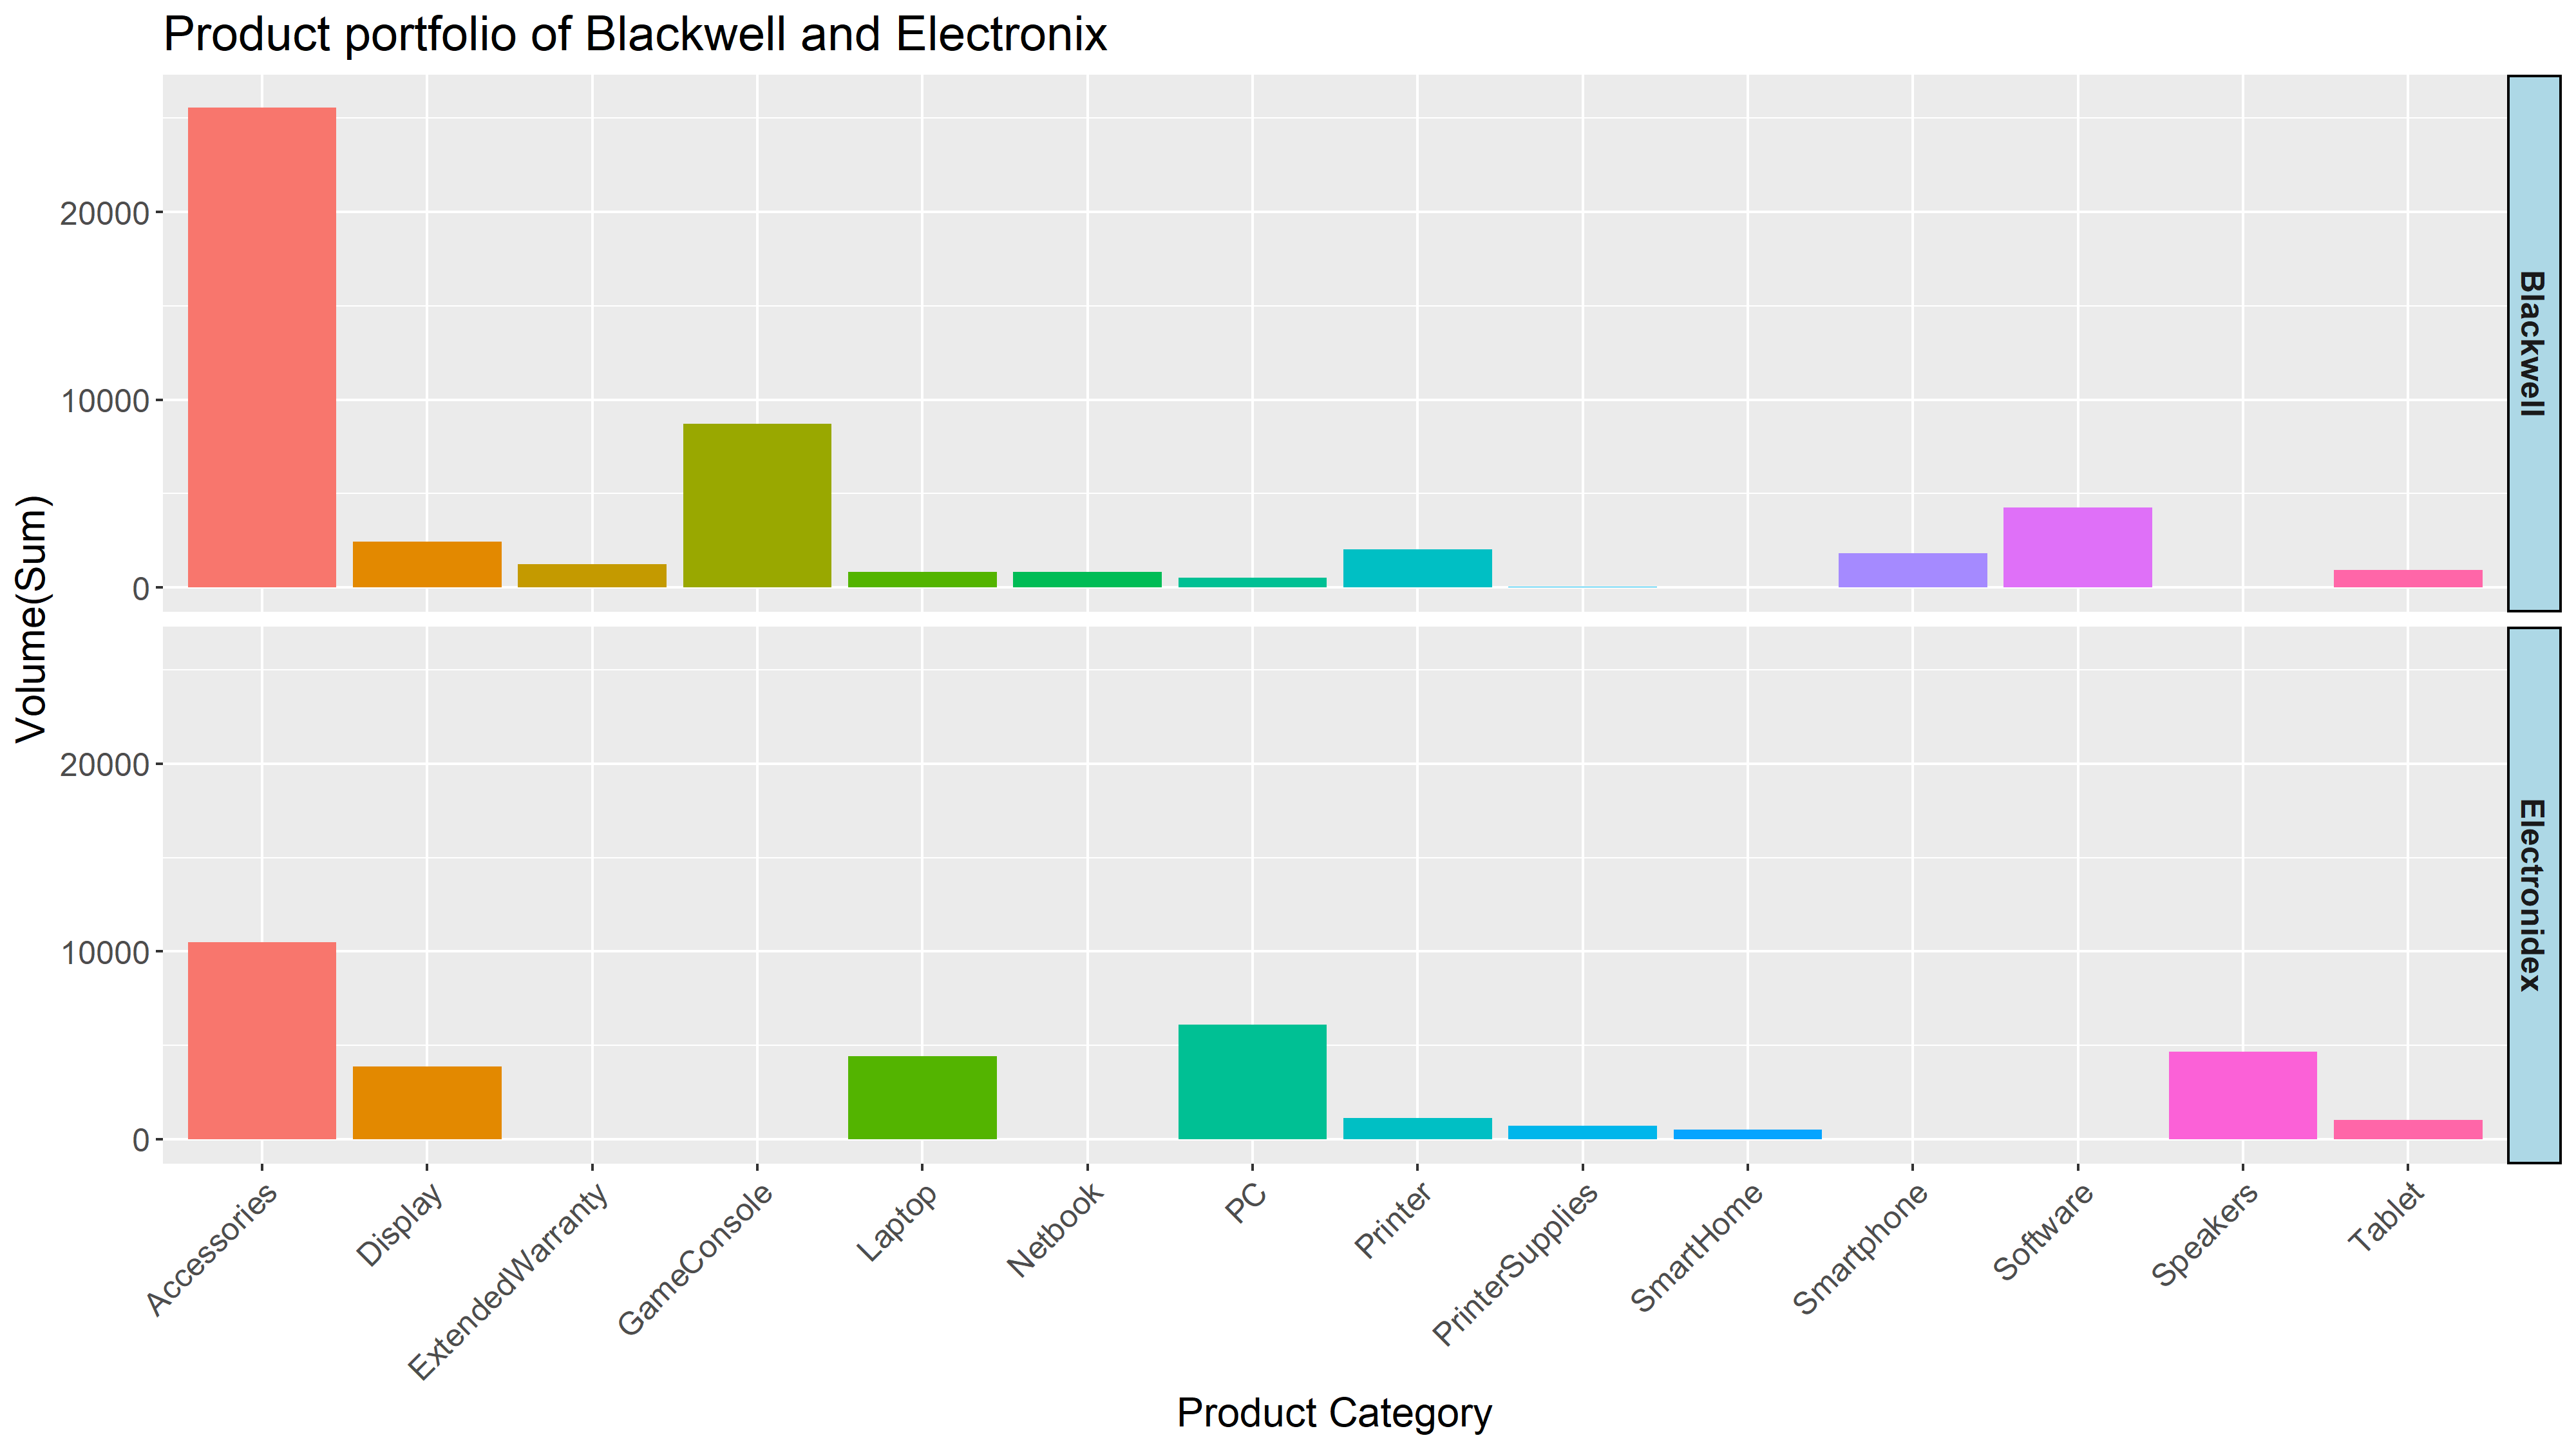 Product portfolio of Blackwell and Electronix
Volume(Sum)
20000
10000
0
Blackwell
20000
10000
0
Electronidex
Accessories
Display
ExtendedWarranty
GameConsole
Laptop
Netbook
PC
Printer
PrinterSupplies
SmartHome
Smartphone
Software
Speakers
Tablet
Product Category